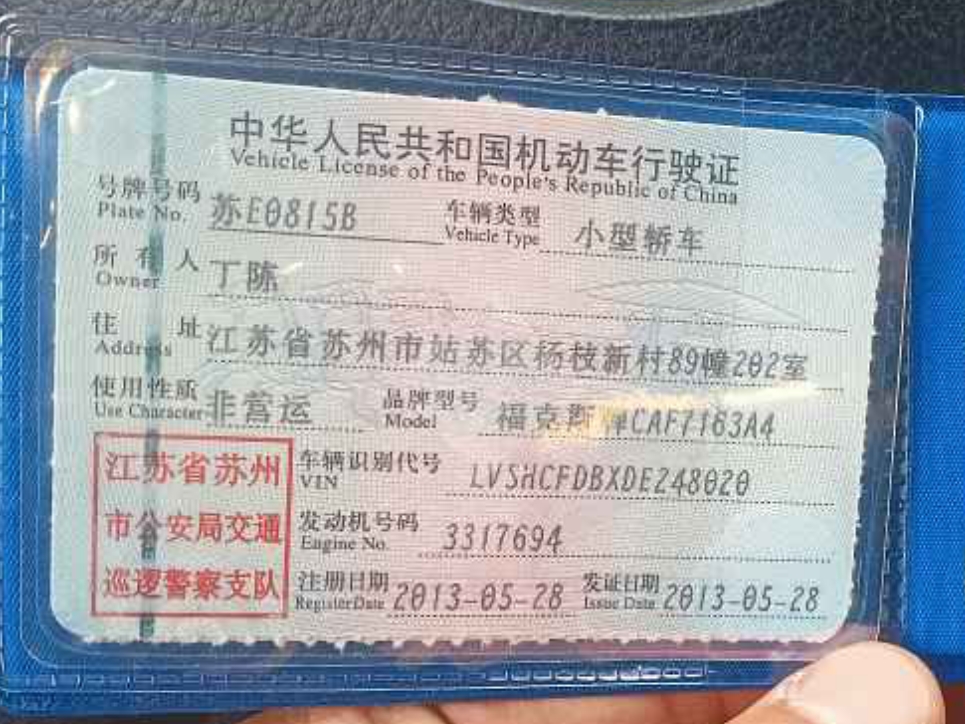 中华人民共和国机动车行驶证
Vehicle License of the People's Republic of China
号牌号码 苏E0815B 车辆类型 小型轿车
Plate No. Vehicle Type
所有人 丁陈
Owner
住址 江苏省苏州市姑苏区杨枝新村89幢202室
Address
使用性质 非营运 品牌型号 福克斯牌CAF7163A4
Use Character Model
江苏省苏州 车辆识别代号 LVSHCFDBXDE248020
VIN
市公安局交通 发动机号码 3317694
Engine No.
巡逻警察支队 注册日期 2013-05-28 发证日期 2013-05-28
Register Date Issue Date